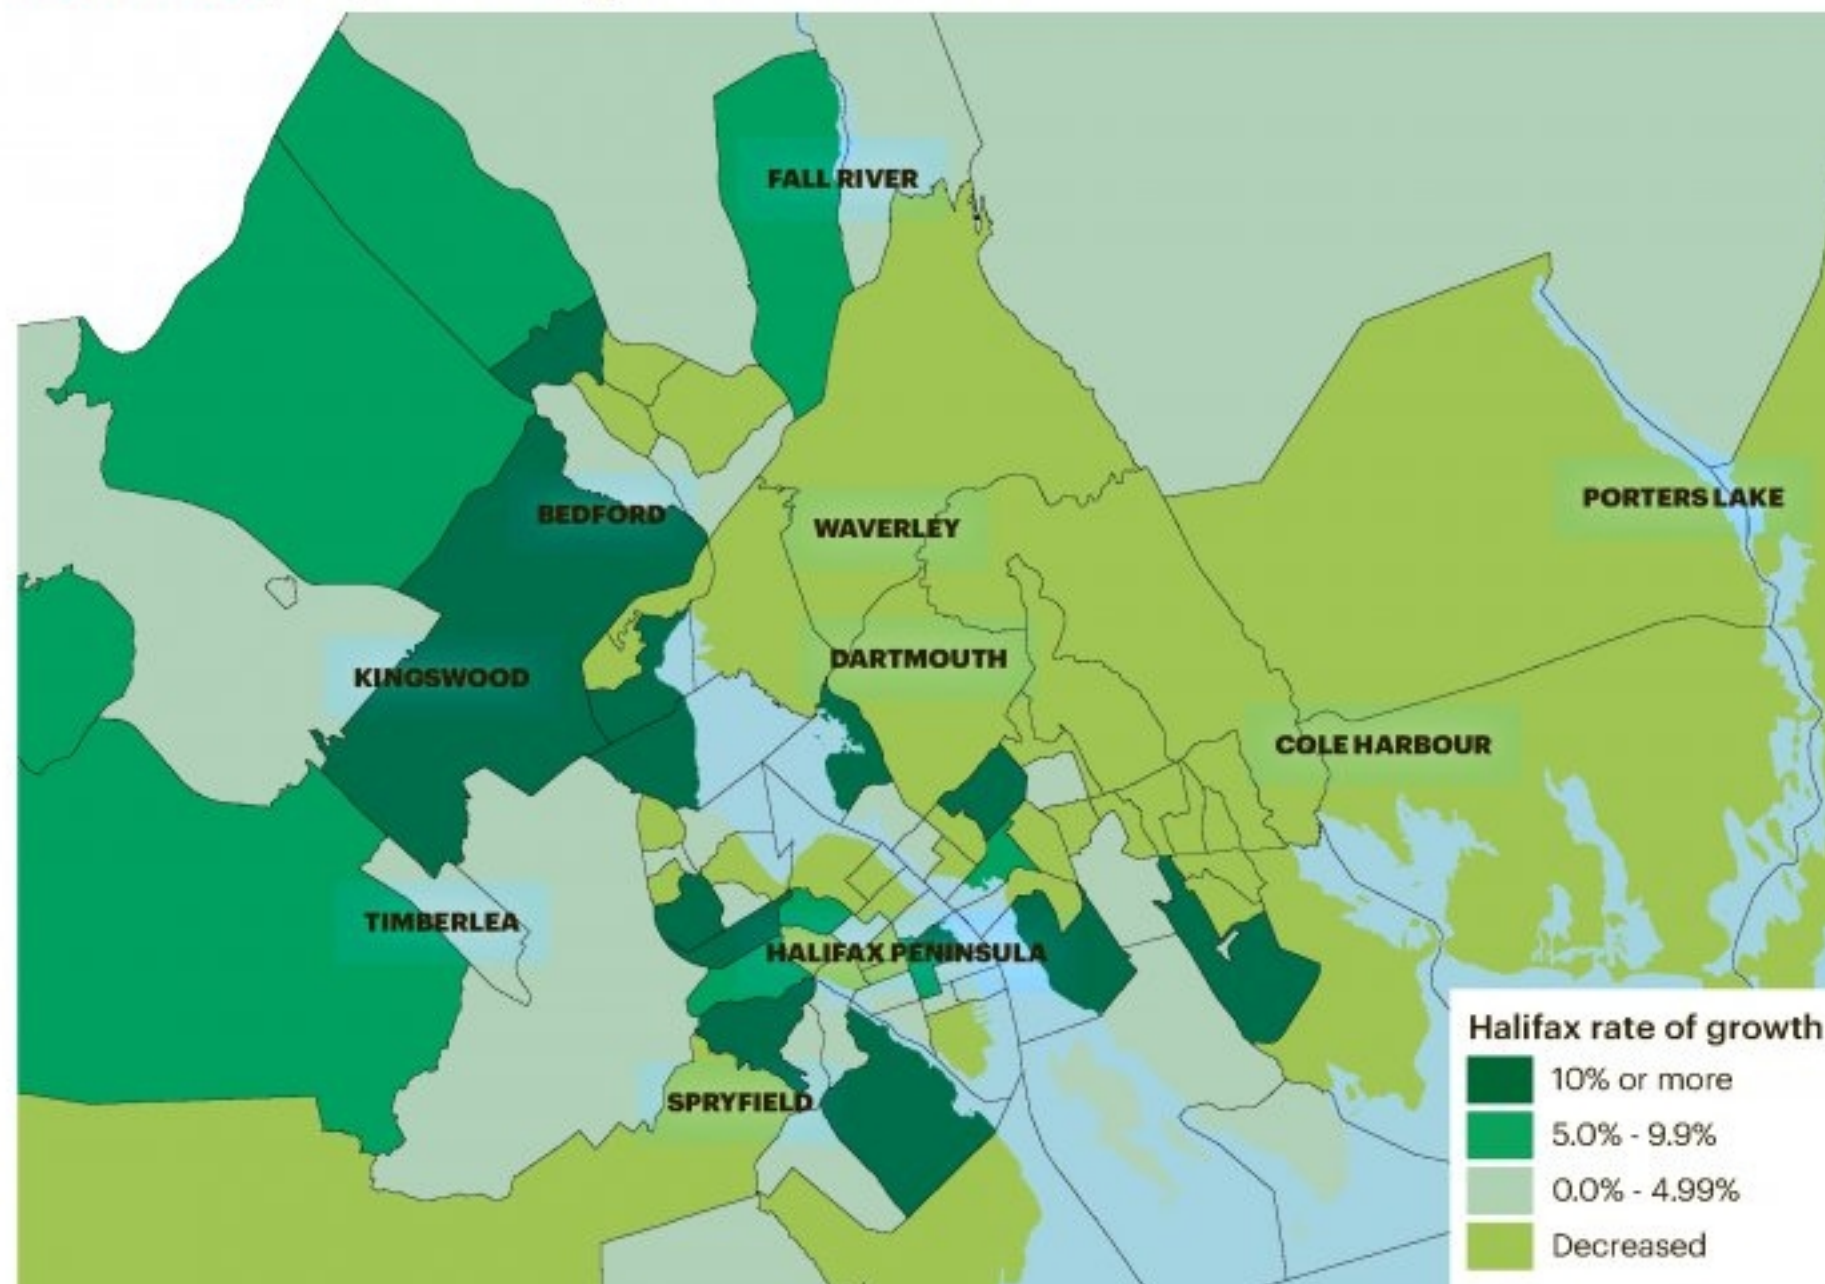 FALL RIVER
PORTERS LAKE
BEDFORD
WAVERLEY
DARTMOUTH
KINGSWOOD
COLE HARBOUR
TIMBERLEA
HALIFAX PENINSULA
SPRYFIELD
Halifax rate of growth
10% or more
5.0% - 9.9%
0.0% - 4.99%
Decreased